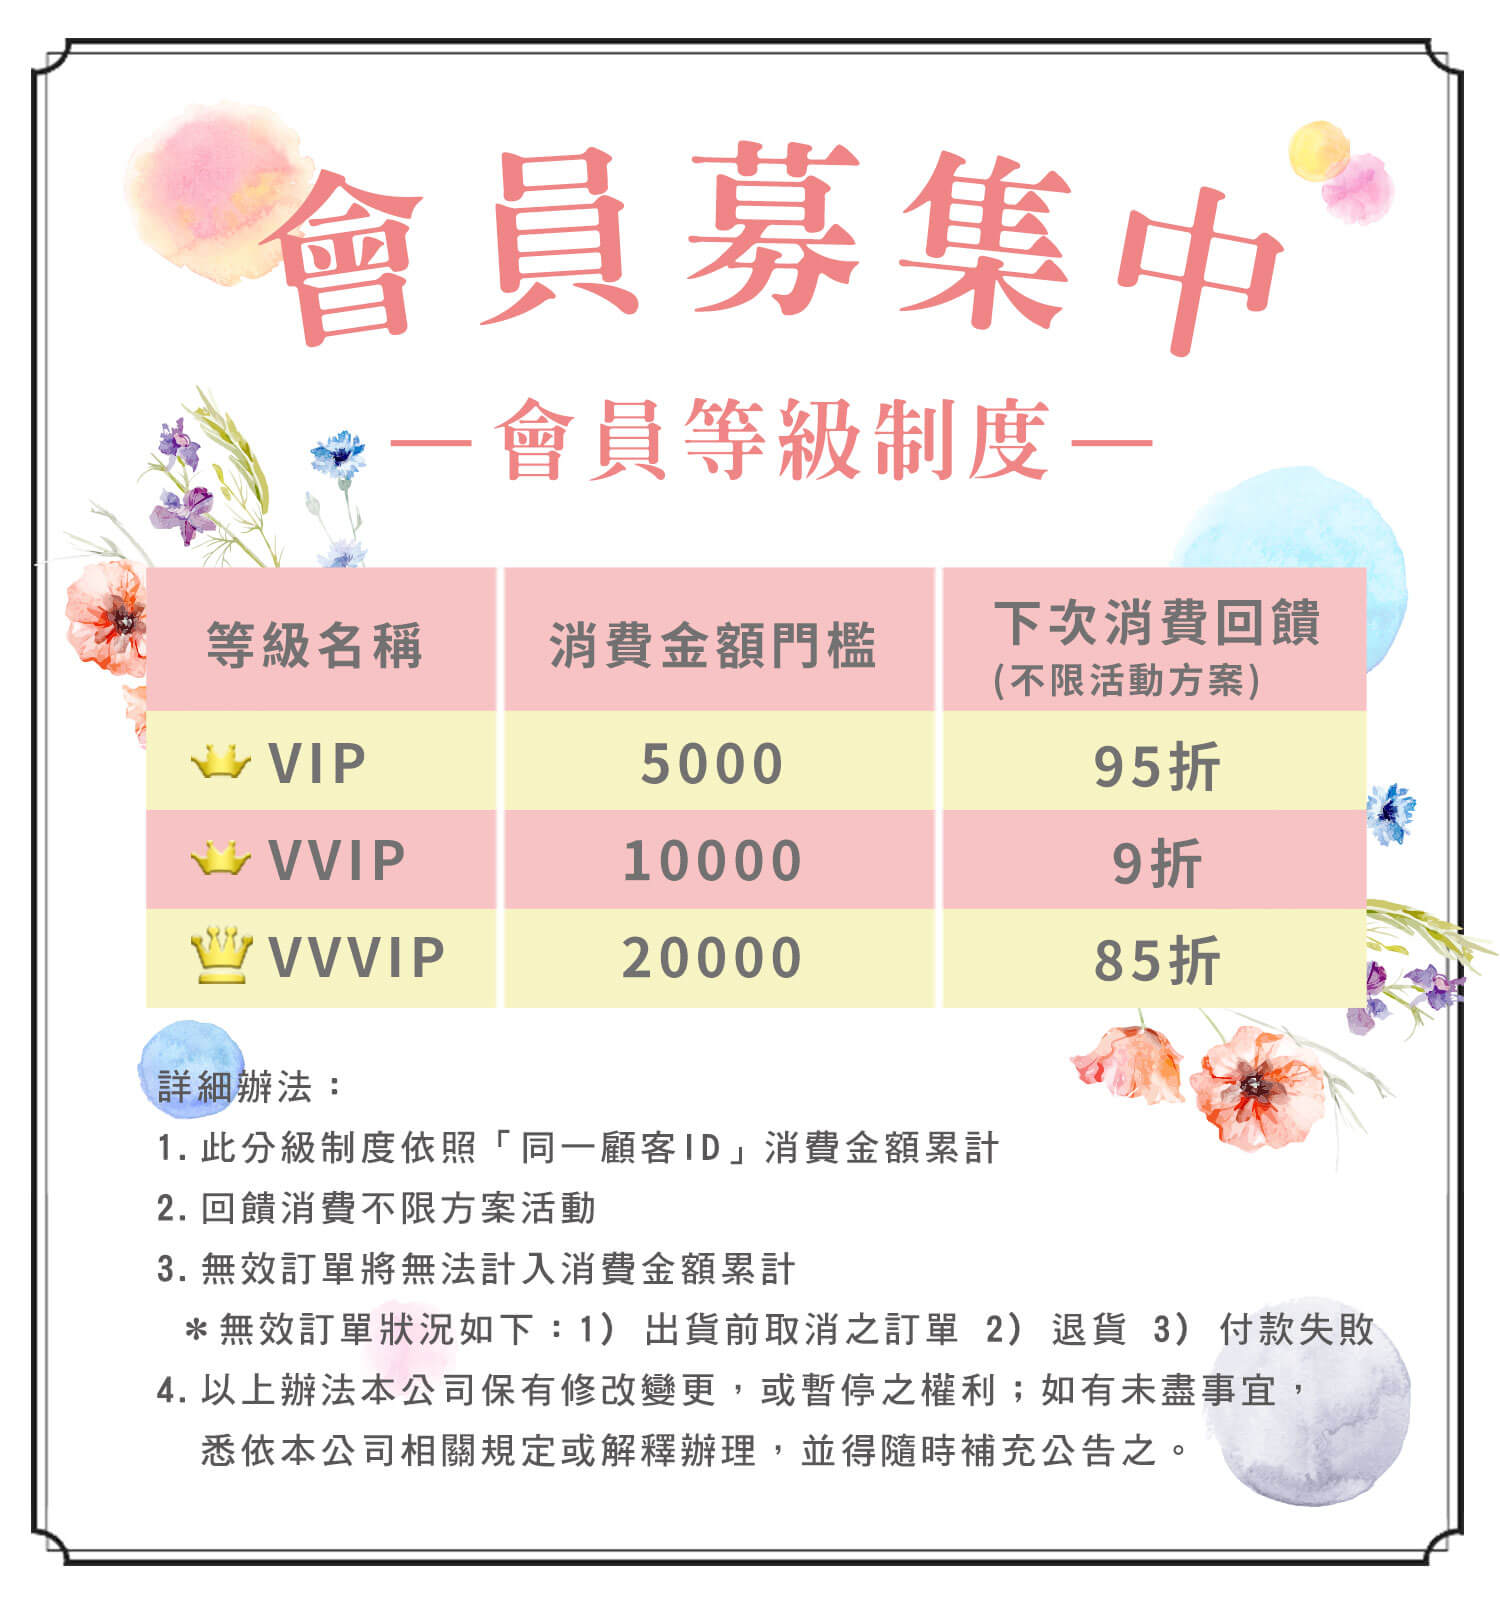 會員募集中
—會員等級制度—
等級名稱 消費金額門檻 下次消費回饋
(不限活動方案)
VIP 5000 95折
VVIP 10000 9折
VVVIP 20000 85折
詳細辦法：
1. 此分級制度依照「同一顧客ID」消費金額累計
2. 回饋消費不限方案活動
3. 無效訂單將無法計入消費金額累計
＊無效訂單狀況如下：1) 出貨前取消之訂單 2) 退貨 3) 付款失敗
4. 以上辦法本公司保有修改變更，或暫停之權利；如有未盡事宜，
悉依本公司相關規定或解釋辦理，並得隨時補充公告之。